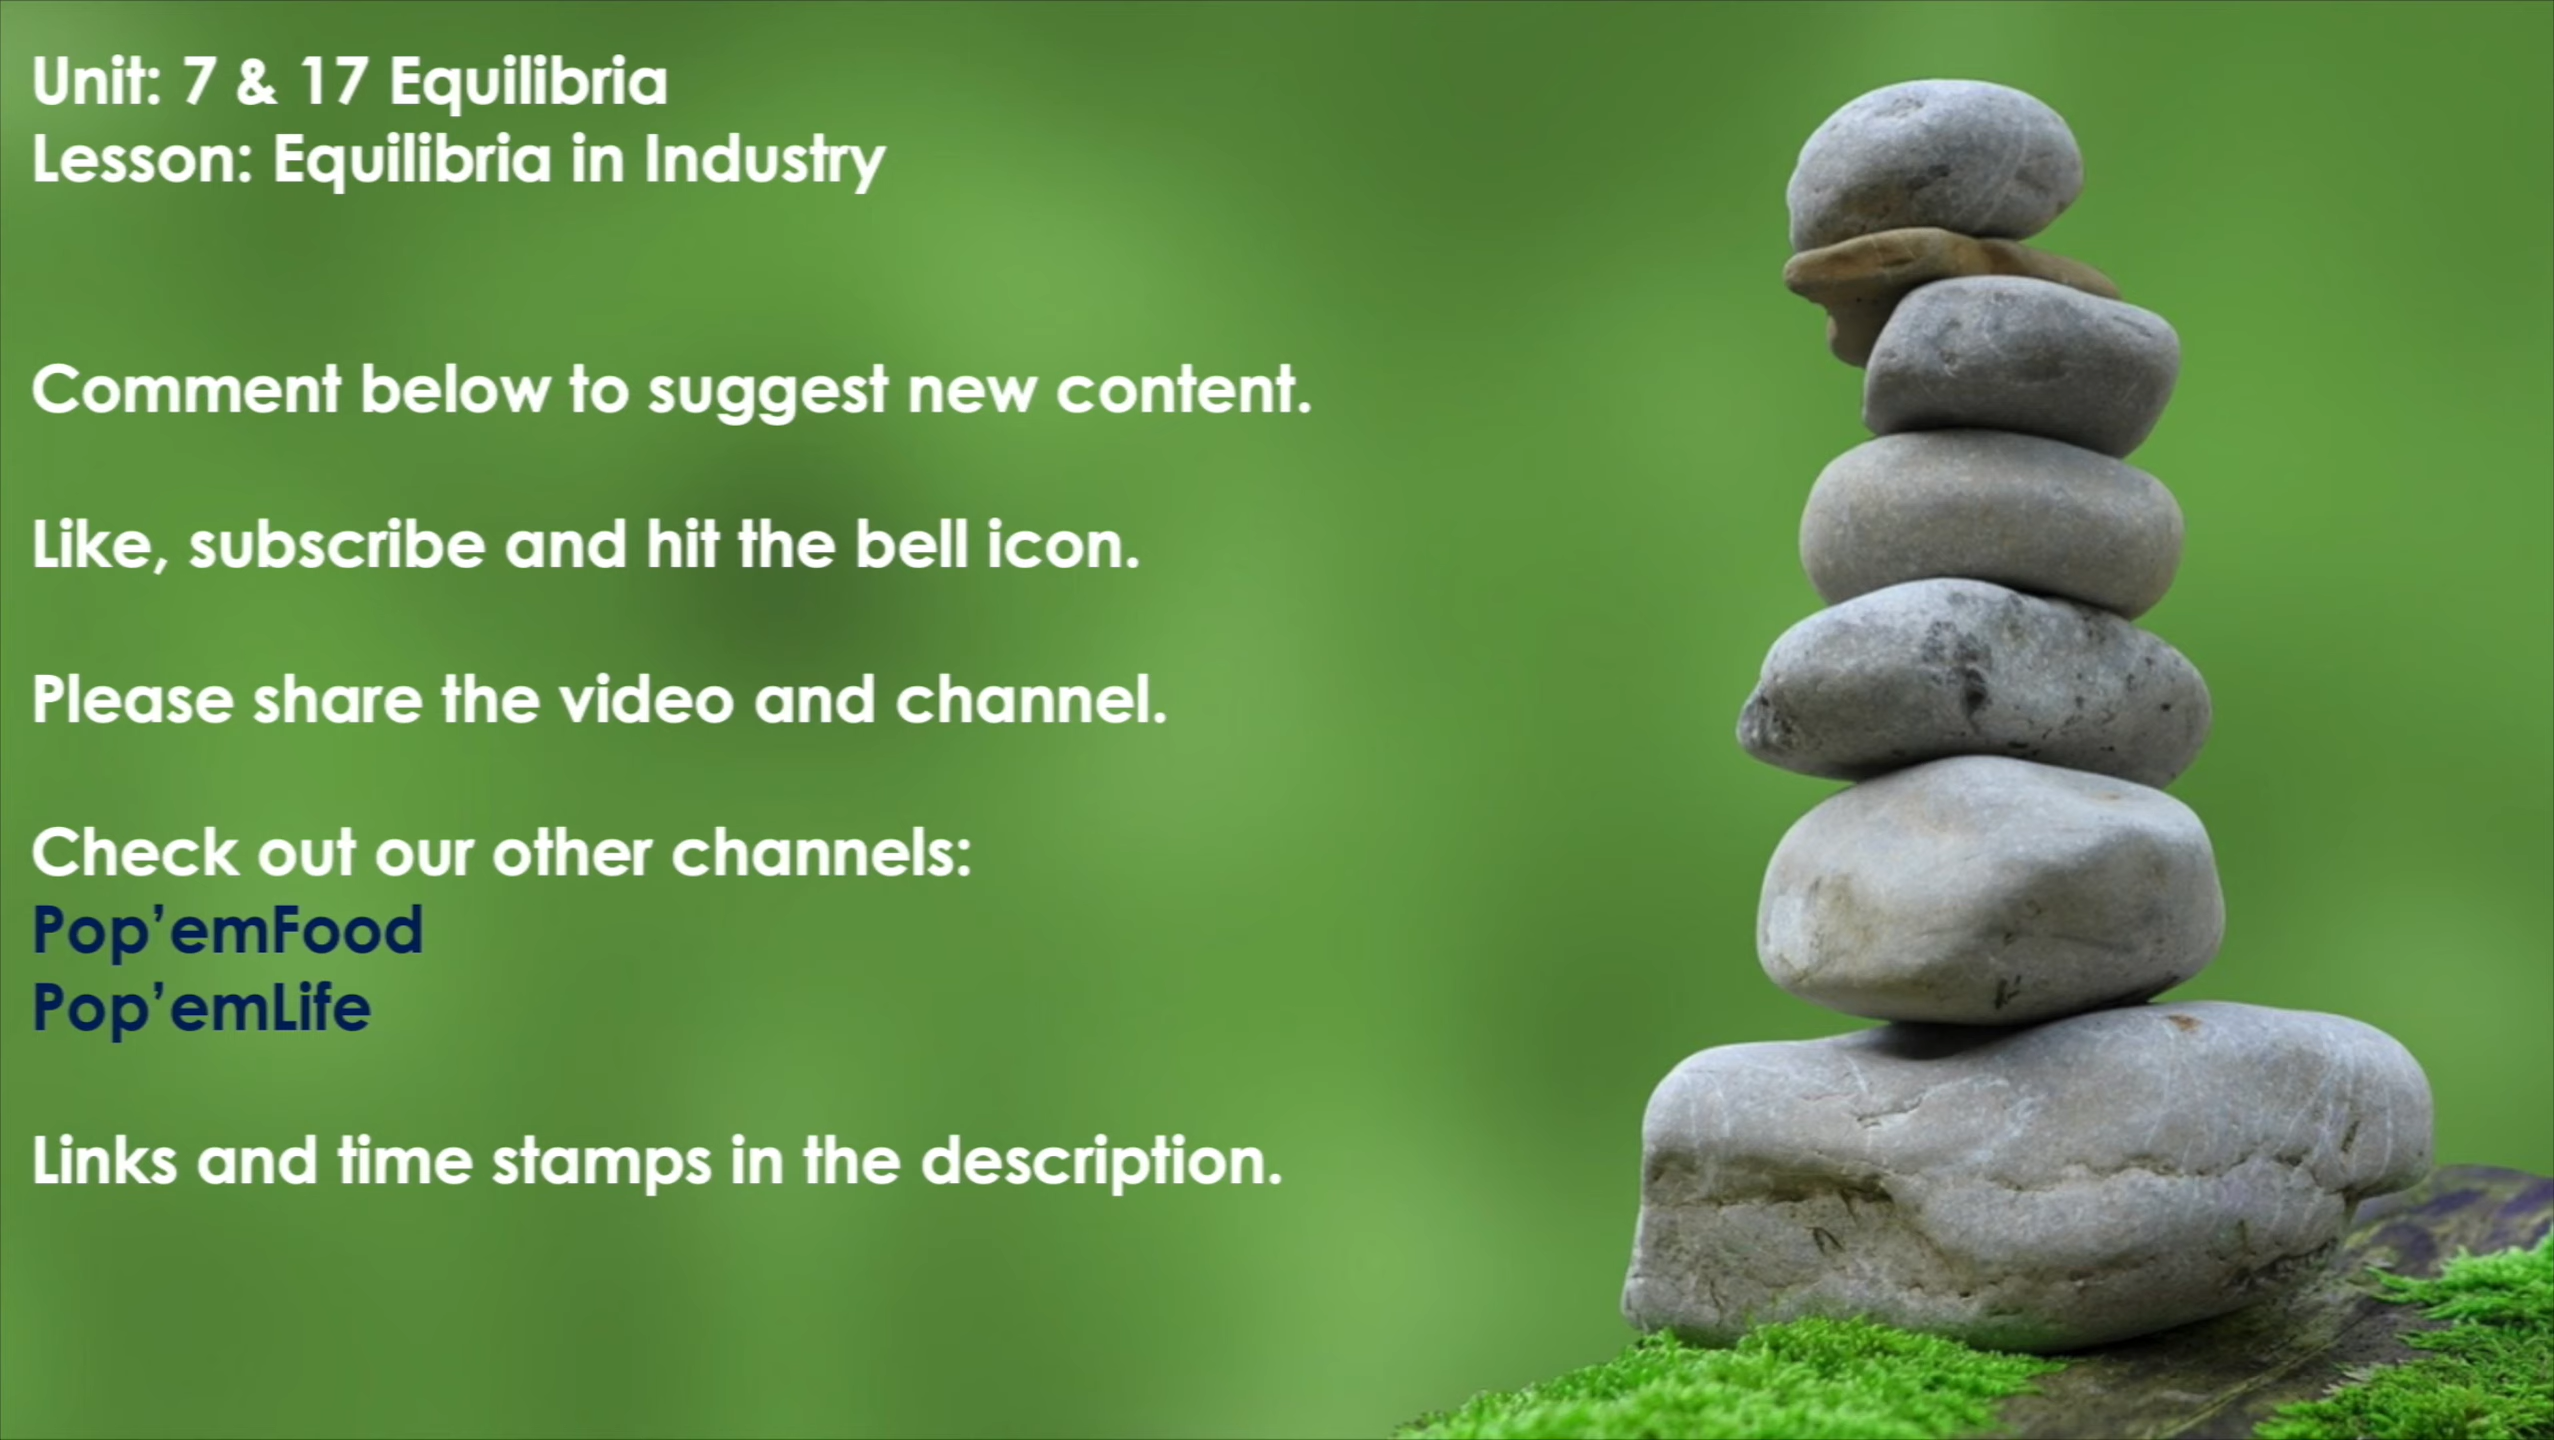 Unit: 7 & 17 Equilibria
Lesson: Equilibria in Industry
Comment below to suggest new content.
Like, subscribe and hit the bell icon.
Please share the video and channel.
Check out our other channels:
Pop’emFood
Pop’emLife
Links and time stamps in the description.